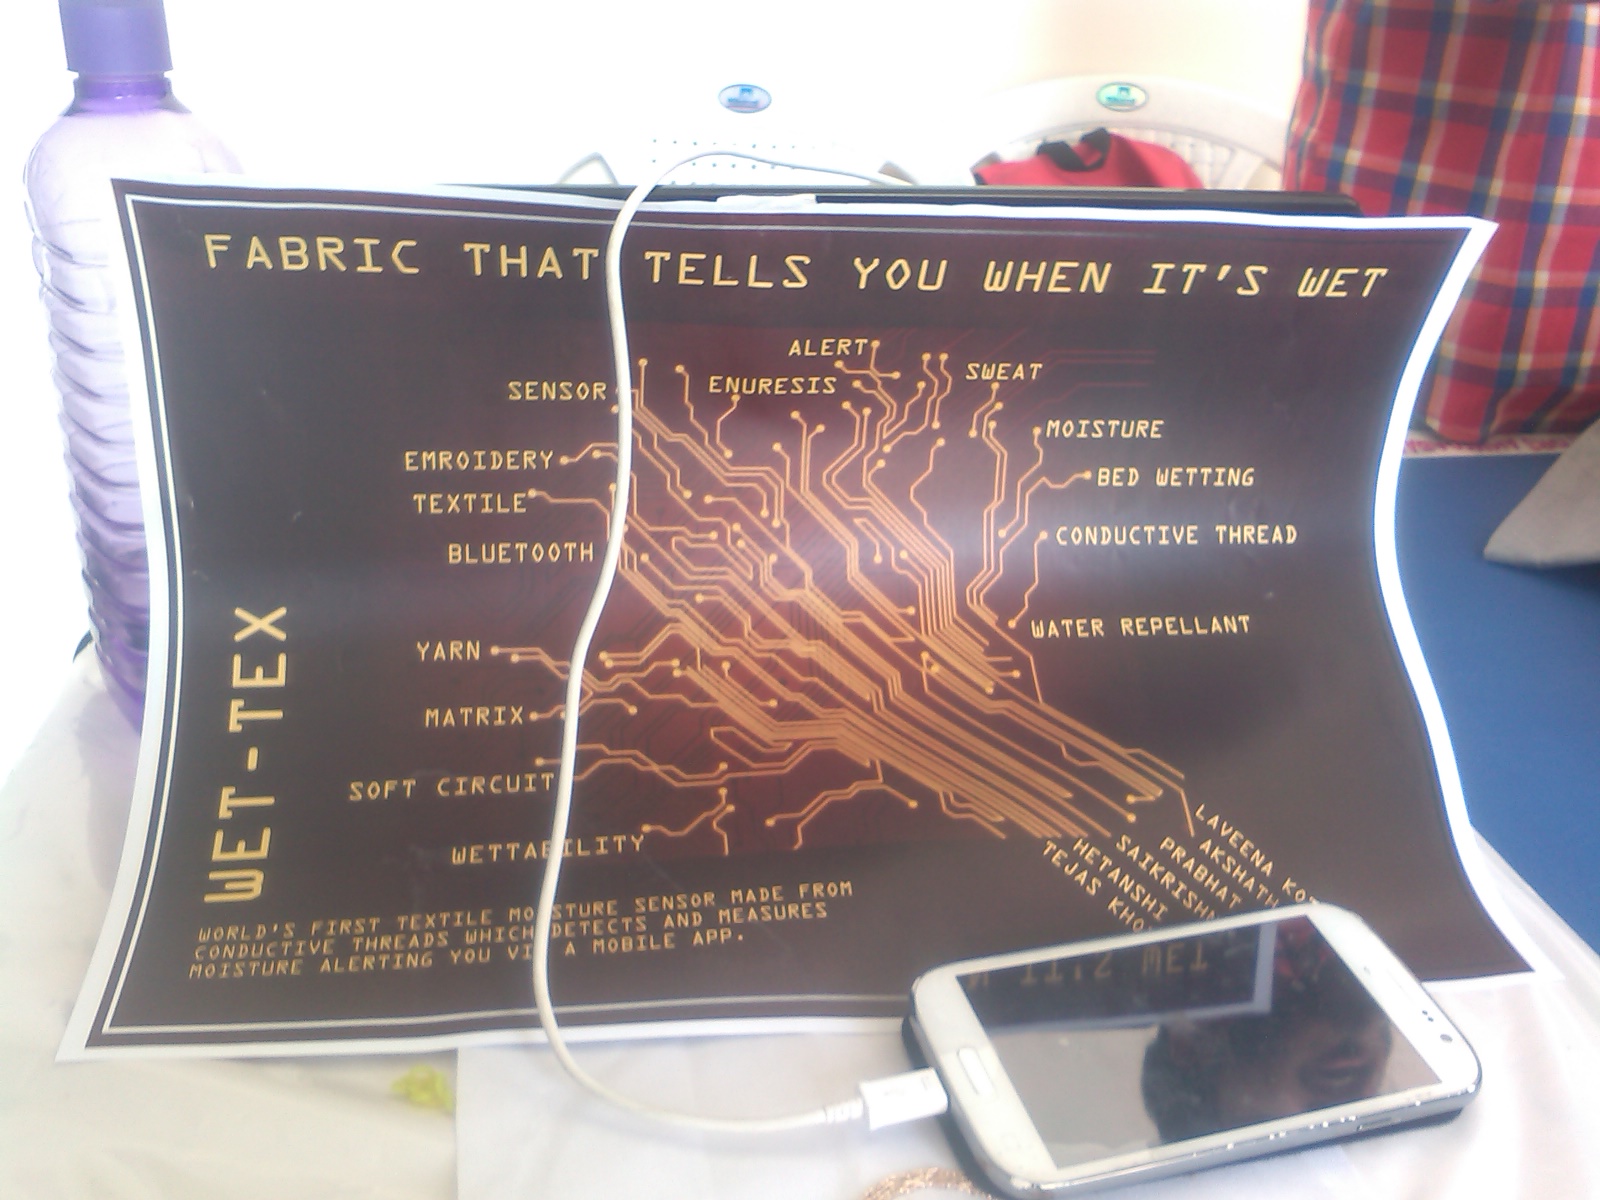 FABRIC THAT TELLS YOU WHEN IT'S WET
ALERT
SWEAT
SENSOR
ENURESIS
MOISTURE
EMROIDERY
BED WETTING
TEXTILE
CONDUCTIVE THREAD
BLUETOOTH
WATER REPELLANT
YARN
MATRIX
SOFT CIRCUIT
WETTABILITY
WET-TEX
LAVEENA
AKSHATH
PRABHAT
HETANSHI
TEJAS
WORLD'S FIRST TEXTILE MOISTURE SENSOR MADE FROM
CONDUCTIVE THREADS WHICH DETECTS AND MEASURES
MOISTURE ALERTING YOU VIA A MOBILE APP.